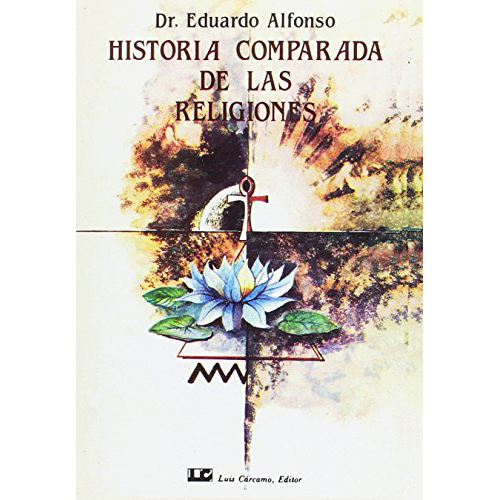 Dr. Eduardo Alfonso
HISTORIA COMPARADA
DE LAS
RELIGIONES
Luis Cárcamo, Editor